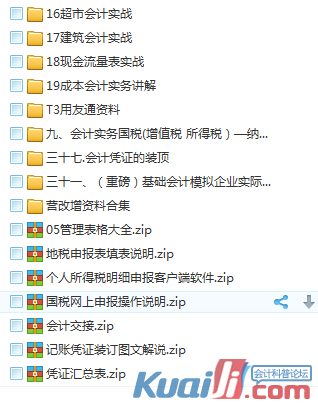 16超市会计实战
17建筑会计实战
18现金流量表实战
19成本会计实务讲解
T3用友通资料
九、会计实务国税(增值税 所得税）—纳...
三十七.会计凭证的装顶
三十一、（重磅）基础会计模拟企业实际...
营改增资料合集
05管理表格大全.zip
地税申报表填表说明.zip
个人所得税明细申报客户端软件.zip
国税网上申报操作说明.zip
会计交接.zip
记账凭证装订图文解说.zip
凭证汇总表.zip
会计科普论坛
Kuaiji.com!